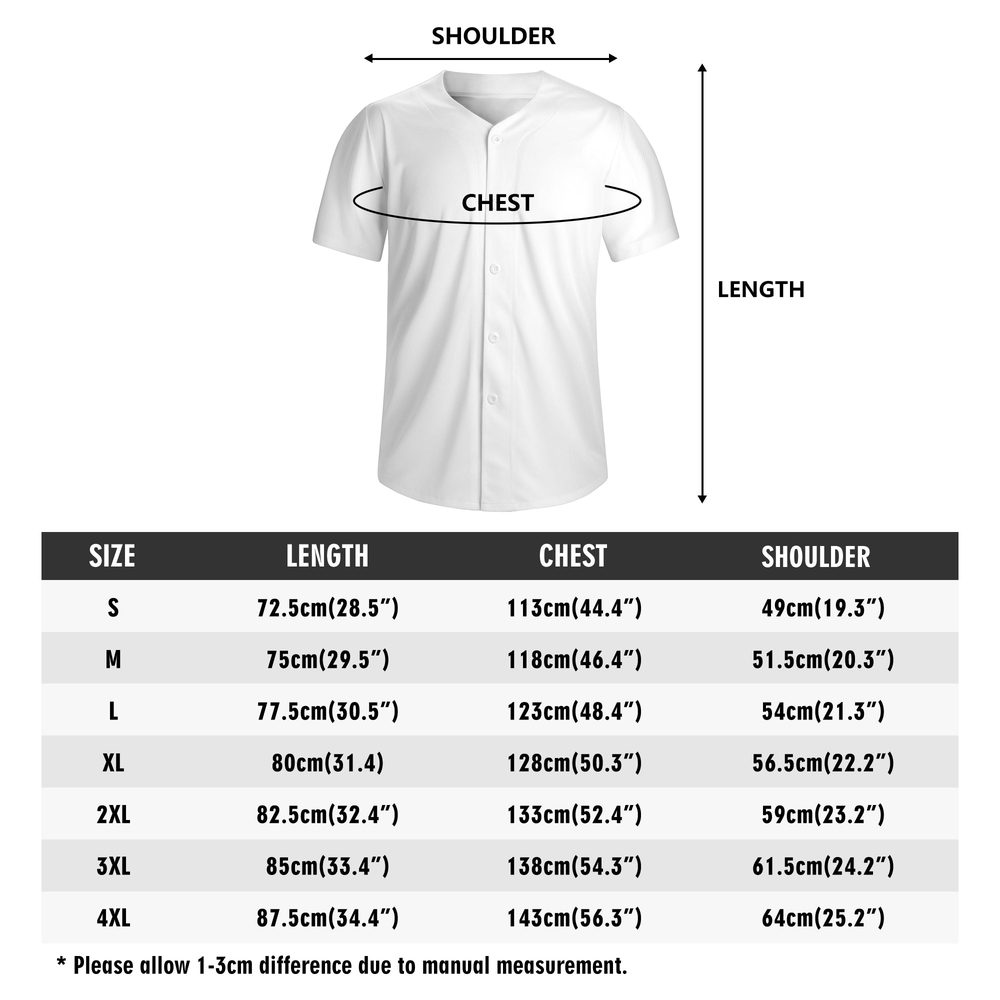 SHOULDER
CHEST
LENGTH
SIZE LENGTH CHEST SHOULDER
S 72.5cm(28.5″) 113cm(44.4″) 49cm(19.3″)
M 75cm(29.5″) 118cm(46.4″) 51.5cm(20.3″)
L 77.5cm(30.5″) 123cm(48.4″) 54cm(21.3″)
XL 80cm(31.4) 128cm(50.3″) 56.5cm(22.2″)
2XL 82.5cm(32.4″) 133cm(52.4″) 59cm(23.2″)
3XL 85cm(33.4″) 138cm(54.3″) 61.5cm(24.2″)
4XL 87.5cm(34.4″) 143cm(56.3″) 64cm(25.2″)
* Please allow 1-3cm difference due to manual measurement.